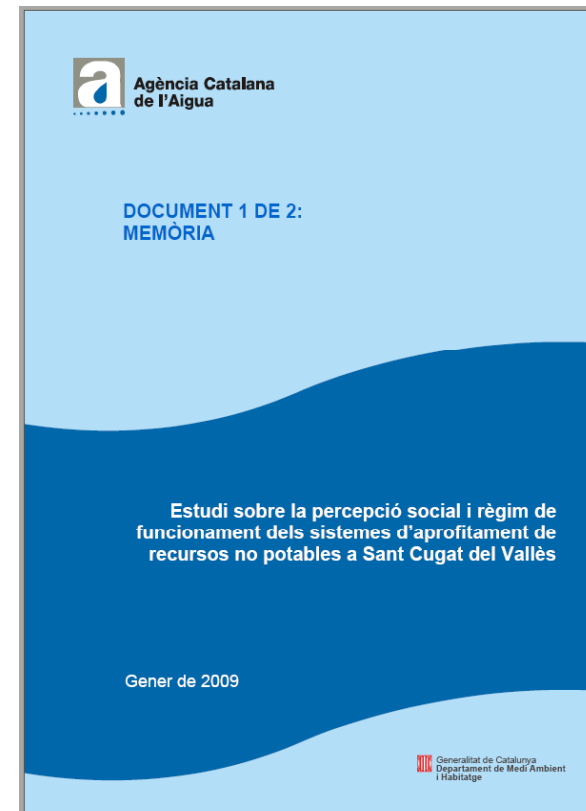 Agència Catalana
de l'Aigua
DOCUMENT 1 DE 2:
MEMÒRIA
Estudi sobre la percepció social i règim de
funcionament dels sistemes d'aprofitament de
recursos no potables a Sant Cugat del Vallès
Gener de 2009
Generalitat de Catalunya
Departament de Medi Ambient
i Habitatge